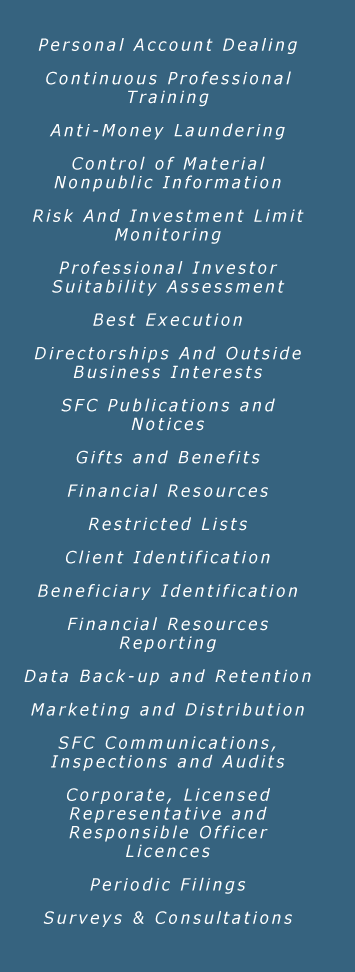 Personal Account Dealing
Continuous Professional
Training
Anti-Money Laundering
Control of Material
Nonpublic Information
Risk And Investment Limit
Monitoring
Professional Investor
Suitability Assessment
Best Execution
Directorships And Outside
Business Interests
SFC Publications and
Notices
Gifts and Benefits
Financial Resources
Restricted Lists
Client Identification
Beneficiary Identification
Financial Resources
Reporting
Data Back-up and Retention
Marketing and Distribution
SFC Communications,
Inspections and Audits
Corporate, Licensed
Representative and
Responsible Officer
Licences
Periodic Filings
Surveys & Consultations